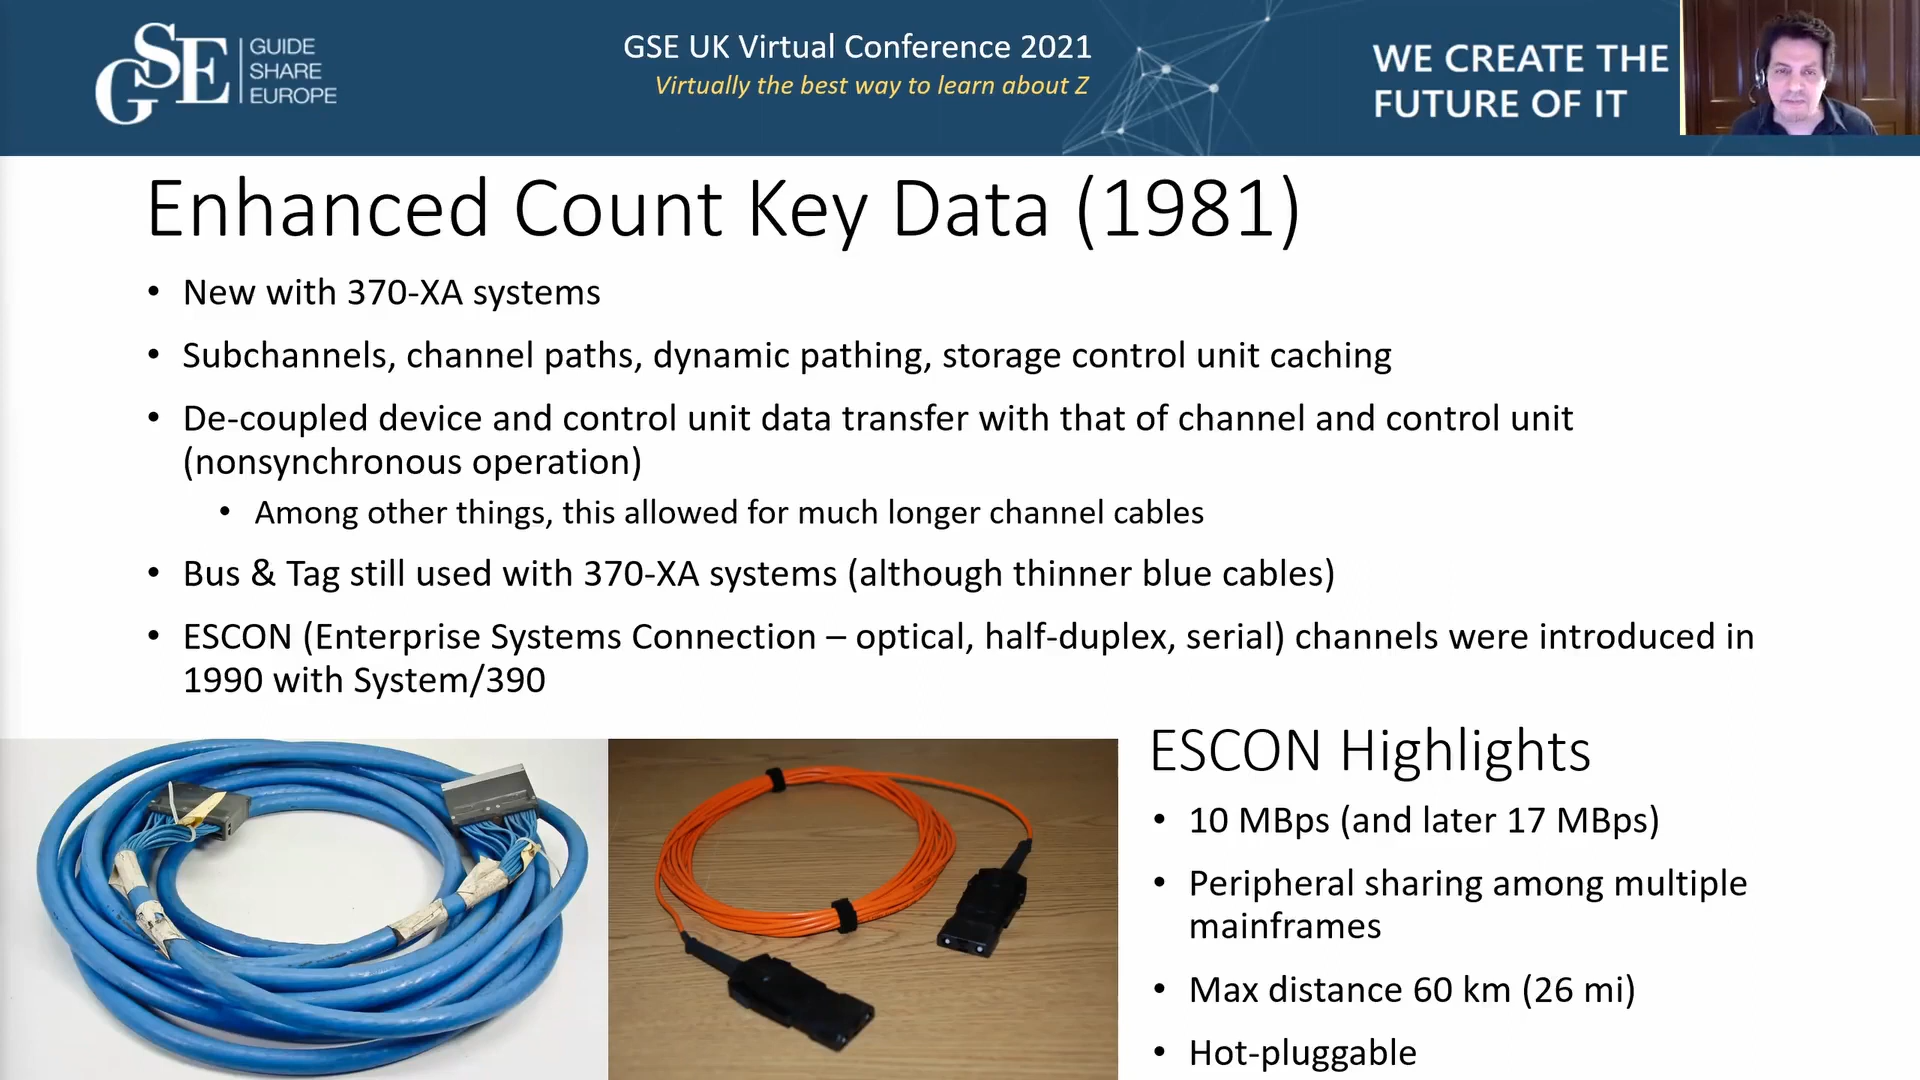 GSE
GUIDE
SHARE
EUROPE
GSE UK Virtual Conference 2021
Virtually the best way to learn about Z
WE CREATE THE
FUTURE OF IT
Enhanced Count Key Data (1981)
• New with 370-XA systems
• Subchannels, channel paths, dynamic pathing, storage control unit caching
• De-coupled device and control unit data transfer with that of channel and control unit
(nonsynchronous operation)
• Among other things, this allowed for much longer channel cables
• Bus & Tag still used with 370-XA systems (although thinner blue cables)
• ESCON (Enterprise Systems Connection – optical, half-duplex, serial) channels were introduced in
1990 with System/390
ESCON Highlights
• 10 MBps (and later 17 MBps)
• Peripheral sharing among multiple
mainframes
• Max distance 60 km (26 mi)
• Hot-pluggable